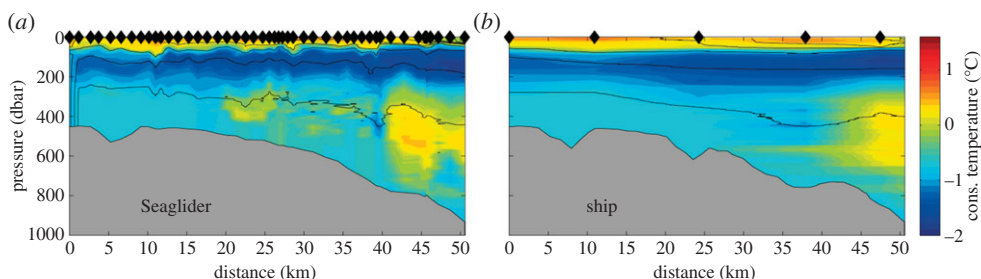 (a)
(b)
pressure (dbar)
0
200
400
600
800
1000
Seaglider
0 5 10 15 20 25 30 35 40 45 50
distance (km)
ship
0 5 10 15 20 25 30 35 40 45 50
distance (km)
1
0
–1
–2
cons. temperature (°C)